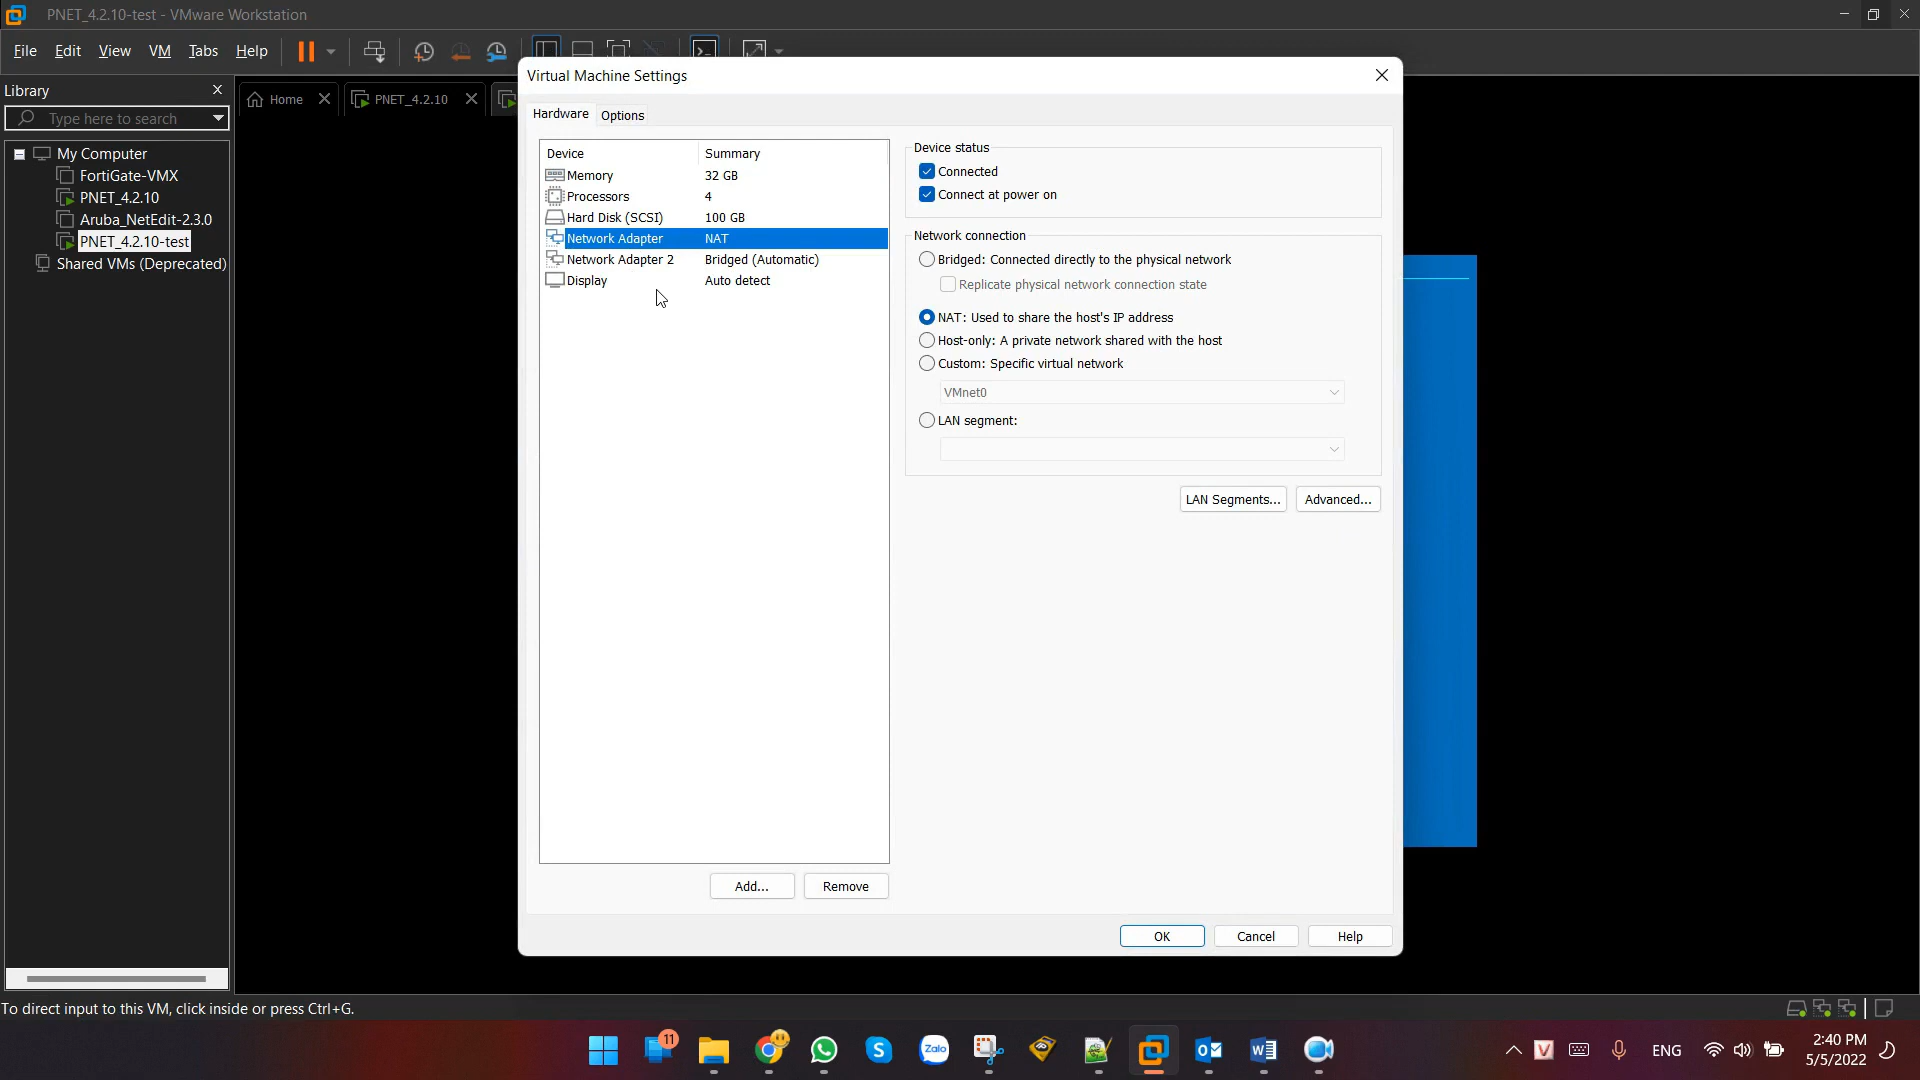 PNET_4.2.10-test - VMware Workstation
File Edit View VM Tabs Help
Library
Type here to search
My Computer
FortiGate-VMX
PNET_4.2.10
Aruba_NetEdit-2.3.0
PNET_4.2.10-test
Shared VMs (Deprecated)
Home
PNET_4.2.10
Virtual Machine Settings
Hardware Options
Device Summary
Memory 32 GB
Processors 4
Hard Disk (SCSI) 100 GB
Network Adapter NAT
Network Adapter 2 Bridged (Automatic)
Display Auto detect
Add... Remove
Device status
Connected
Connect at power on
Network connection
Bridged: Connected directly to the physical network
Replicate physical network connection state
NAT: Used to share the host's IP address
Host-only: A private network shared with the host
Custom: Specific virtual network
VMnet0
LAN segment:
LAN Segments... Advanced...
OK Cancel Help
To direct input to this VM, click inside or press Ctrl+G.
11
Zalo
V
ENG
2:40 PM
5/5/2022